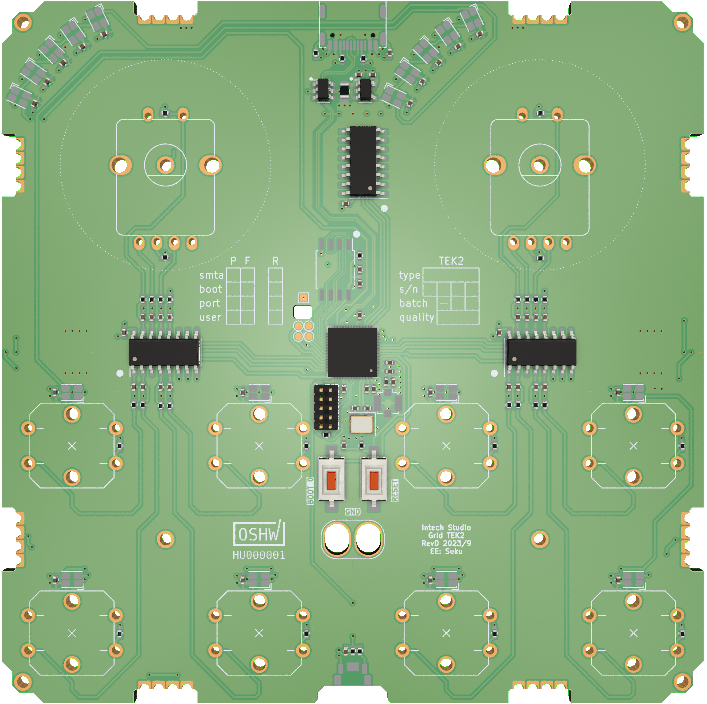 P F R
smta
boot
port
user
TEK2
type
s/n
batch
quality
BOOT 0
RESET
GND
OSHW
HU000001
Intech Studio
Grid TEK2
RevD 2023/9
EE: Seku